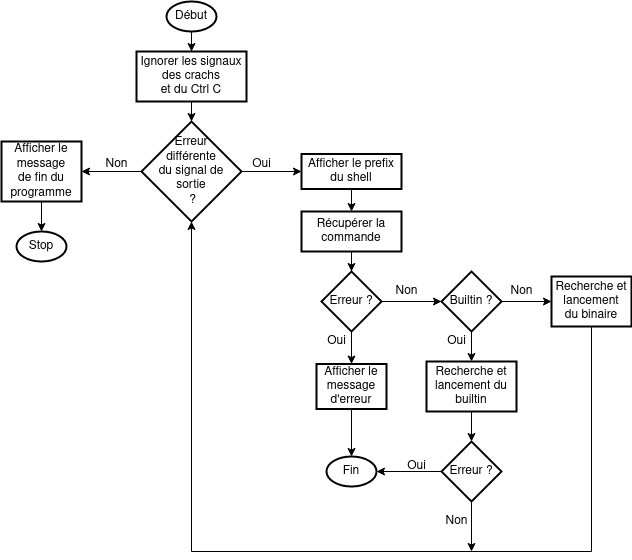 Début
Ignorer les signaux
des crachs
et du Ctrl C
Erreur
différente
du signal de
sortie
?
Non
Oui
Afficher le
message
de fin du
programme
Stop
Afficher le prefix
du shell
Récupérer la
commande
Erreur ?
Non
Builtin ?
Non
Recherche et
lancement
du binaire
Oui
Oui
Afficher le
message
d'erreur
Recherche et
lancement du
builtin
Fin
Oui
Erreur ?
Non